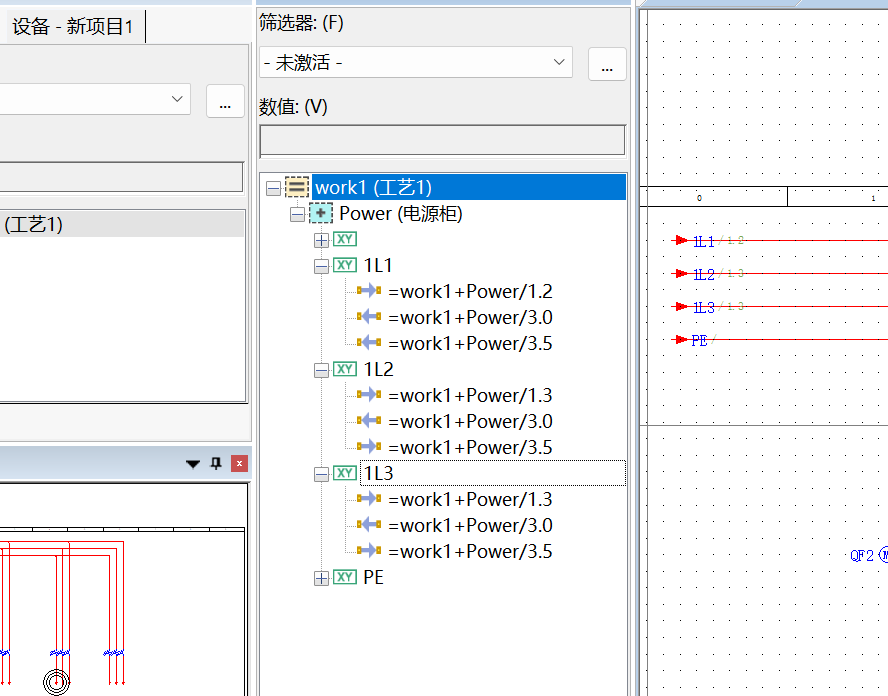 设备 - 新项目1
...
(工艺1)
筛选器: (F)
- 未激活 -
...
数值: (V)
work1 (工艺1)
Power (电源柜)
XY
XY 1L1
=work1+Power/1.2
=work1+Power/3.0
=work1+Power/3.5
XY 1L2
=work1+Power/1.3
=work1+Power/3.0
=work1+Power/3.5
XY 1L3
=work1+Power/1.3
=work1+Power/3.0
=work1+Power/3.5
XY PE
0 1
1L1 / 1.2
1L2 / 1.3
1L3 / 1.3
PE /
QF2